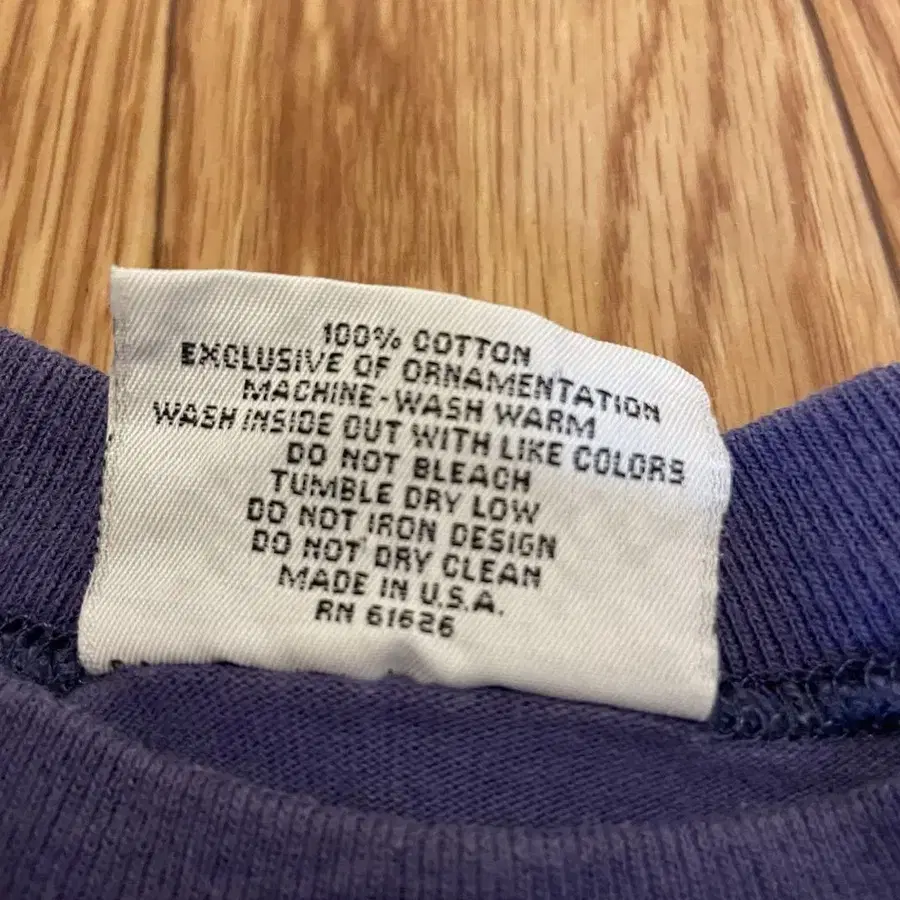 100% COTTON
EXCLUSIVE OF ORNAMENTATION
MACHINE-WASH WARM
WASH INSIDE OUT WITH LIKE COLORS
DO NOT BLEACH
TUMBLE DRY LOW
DO NOT IRON DESIGN
DO NOT DRY CLEAN
MADE IN U.S.A.
RN 61626